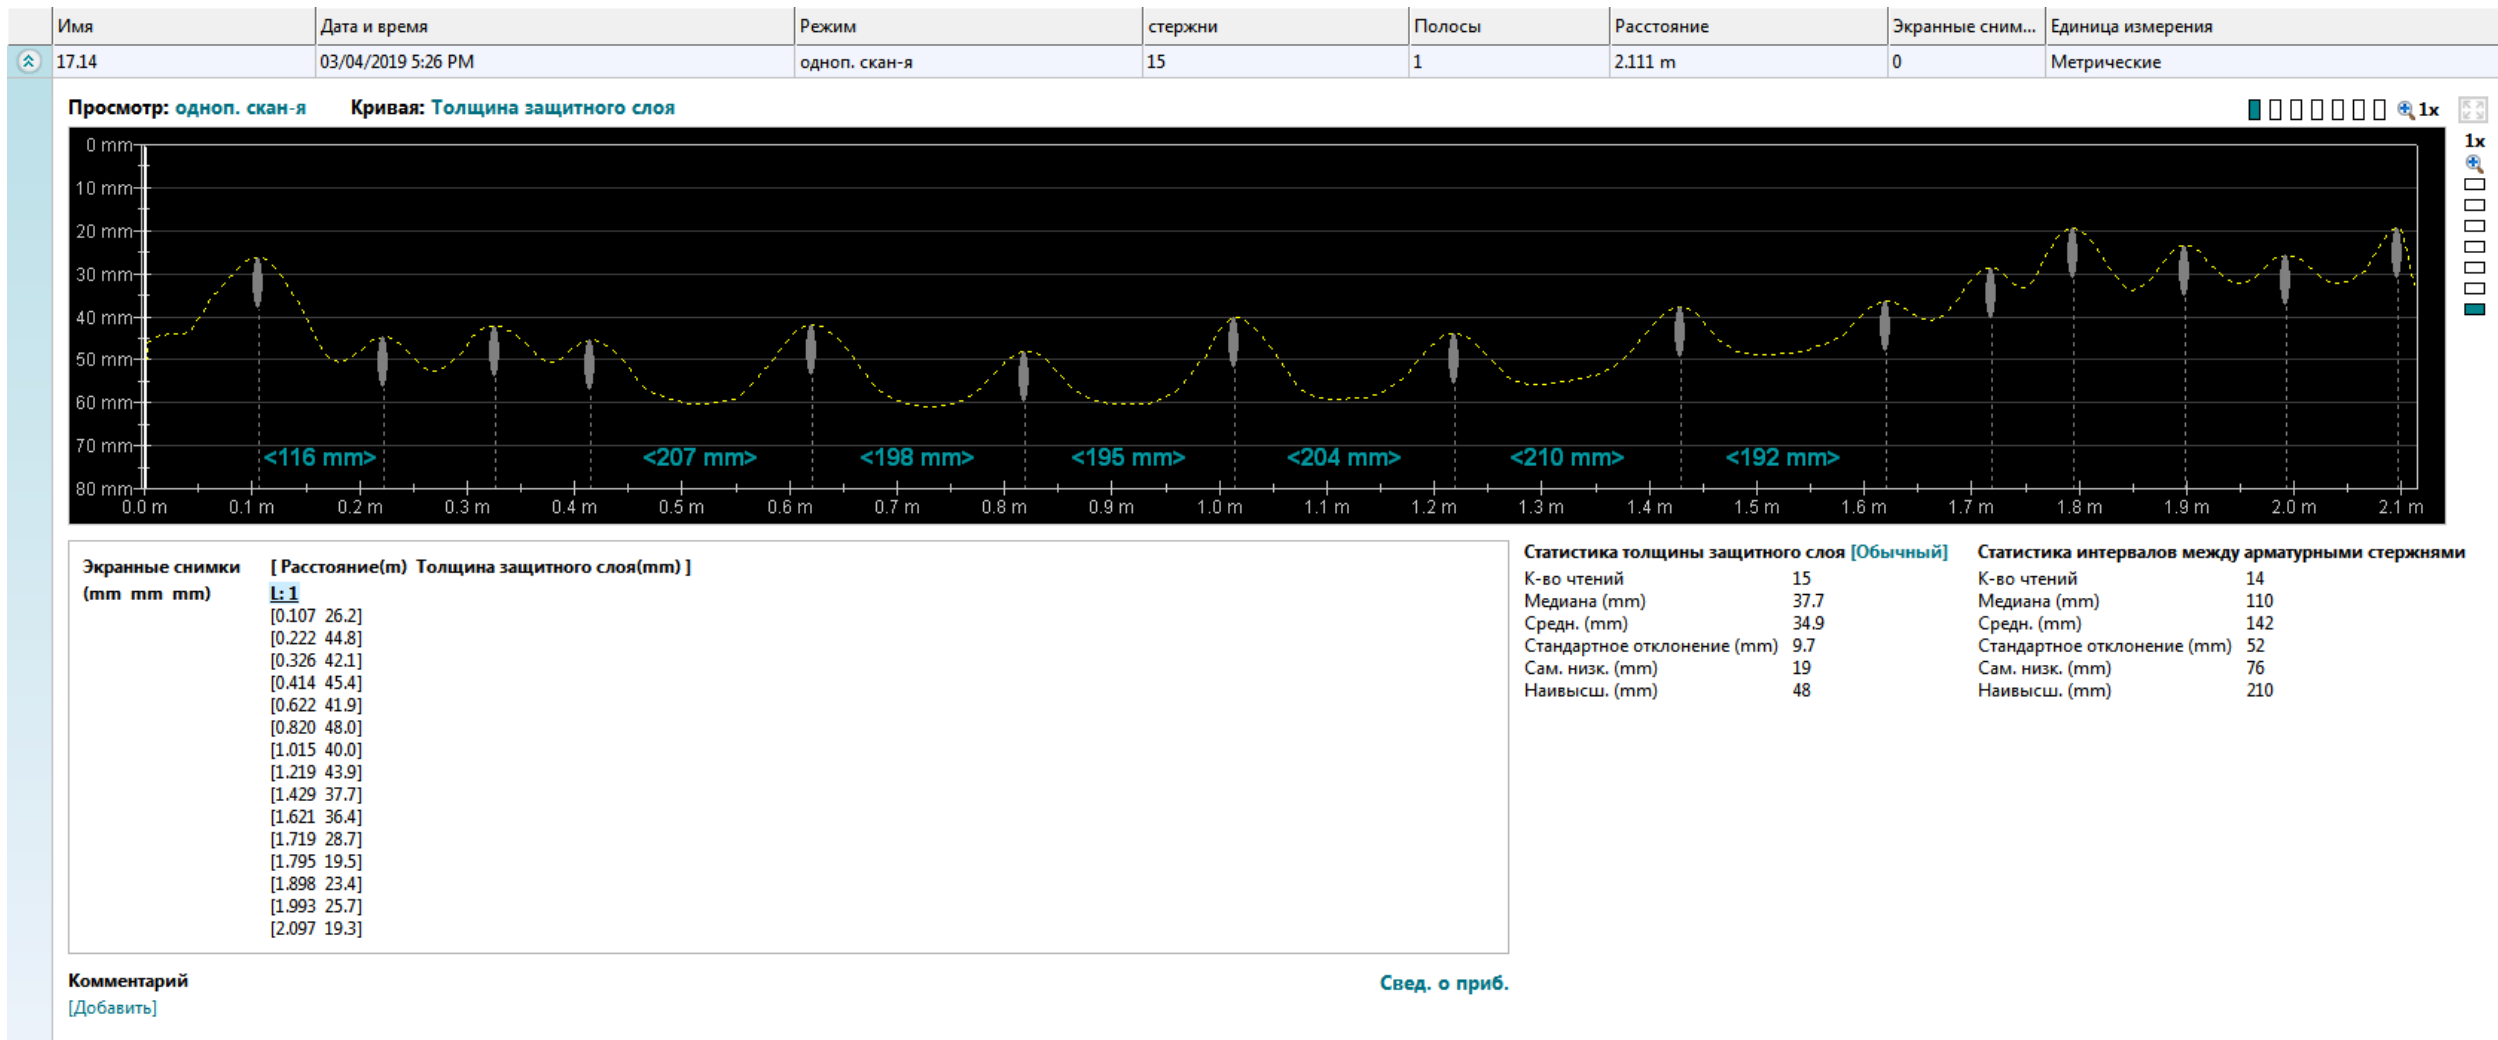 Имя Дата и время Режим стержни Полосы Расстояние Экранные сним... Единица измерения
17.14 03/04/2019 5:26 PM одноп. скан-я 15 1 2.111 m 0 Метрические
Просмотр: одноп. скан-я Кривая: Толщина защитного слоя 1x
1x
0 mm
10 mm
20 mm
30 mm
40 mm
50 mm
60 mm
70 mm
<116 mm> <207 mm> <198 mm> <195 mm> <204 mm> <210 mm> <192 mm>
80 mm
0.0 m 0.1 m 0.2 m 0.3 m 0.4 m 0.5 m 0.6 m 0.7 m 0.8 m 0.9 m 1.0 m 1.1 m 1.2 m 1.3 m 1.4 m 1.5 m 1.6 m 1.7 m 1.8 m 1.9 m 2.0 m 2.1 m
Экранные снимки [ Расстояние(m) Толщина защитного слоя(mm) ]
(mm mm mm) L: 1
[0.107 26.2]
[0.222 44.8]
[0.326 42.1]
[0.414 45.4]
[0.622 41.9]
[0.820 48.0]
[1.015 40.0]
[1.219 43.9]
[1.429 37.7]
[1.621 36.4]
[1.719 28.7]
[1.795 19.5]
[1.898 23.4]
[1.993 25.7]
[2.097 19.3]
Статистика толщины защитного слоя [Обычный]
К-во чтений 15
Медиана (mm) 37.7
Средн. (mm) 34.9
Стандартное отклонение (mm) 9.7
Сам. низк. (mm) 19
Наивысш. (mm) 48
Статистика интервалов между арматурными стержнями
К-во чтений 14
Медиана (mm) 110
Средн. (mm) 142
Стандартное отклонение (mm) 52
Сам. низк. (mm) 76
Наивысш. (mm) 210
Комментарий
[Добавить]
Свед. о приб.